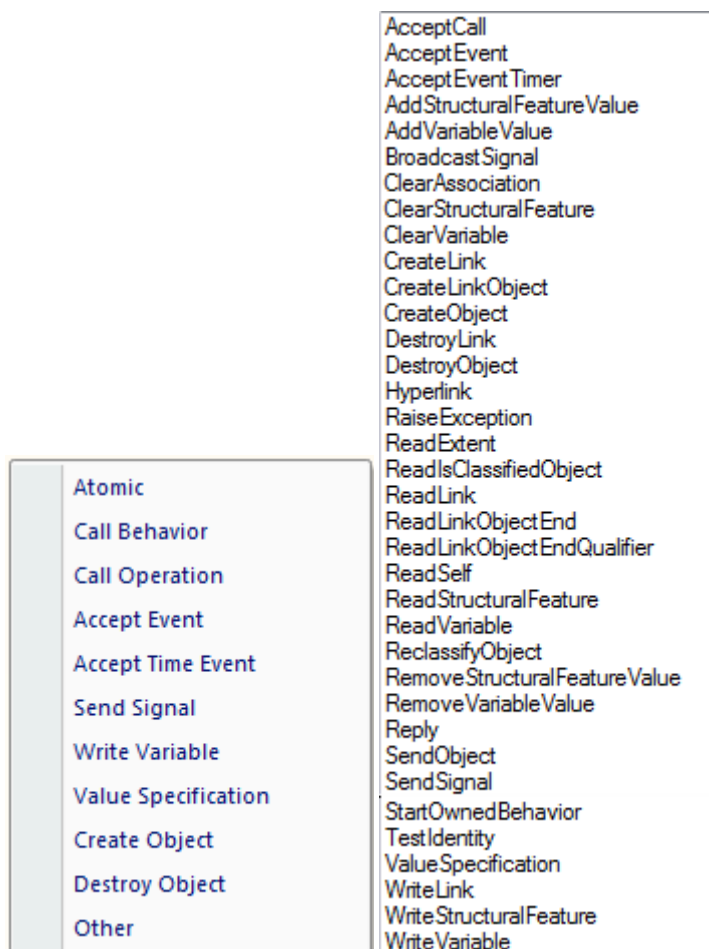 Atomic
Call Behavior
Call Operation
Accept Event
Accept Time Event
Send Signal
Write Variable
Value Specification
Create Object
Destroy Object
Other
AcceptCall
AcceptEvent
AcceptEventTimer
AddStructuralFeatureValue
AddVariableValue
BroadcastSignal
ClearAssociation
ClearStructuralFeature
ClearVariable
CreateLink
CreateLinkObject
CreateObject
DestroyLink
DestroyObject
Hyperlink
RaiseException
ReadExtent
ReadIsClassifiedObject
ReadLink
ReadLinkObjectEnd
ReadLinkObjectEndQualifier
ReadSelf
ReadStructuralFeature
ReadVariable
ReclassifyObject
RemoveStructuralFeatureValue
RemoveVariableValue
Reply
SendObject
SendSignal
StartOwnedBehavior
TestIdentity
ValueSpecification
WriteLink
WriteStructuralFeature
WriteVariable